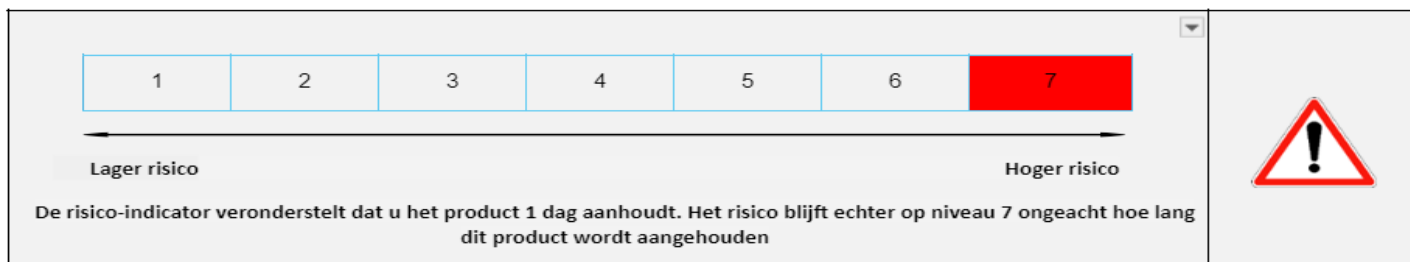 1 2 3 4 5 6 7
Lager risico Hoger risico
De risico-indicator veronderstelt dat u het product 1 dag aanhoudt. Het risico blijft echter op niveau 7 ongeacht hoe lang
dit product wordt aangehouden